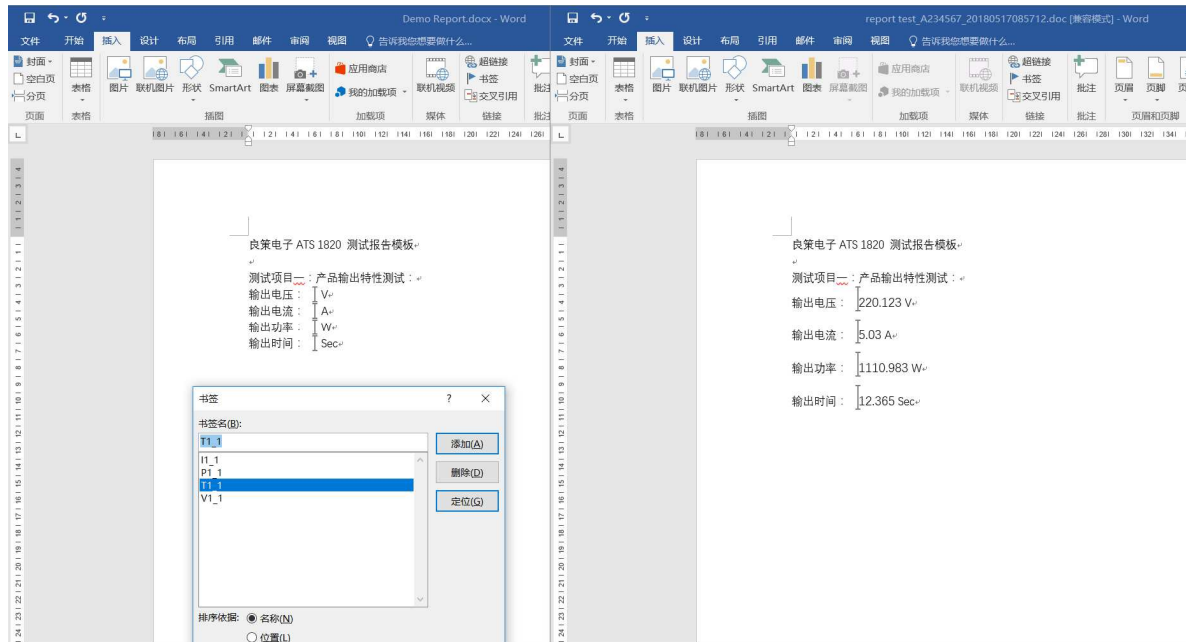 Demo Report.docx - Word
文件 开始 插入 设计 布局 引用 邮件 审阅 视图 告诉我您想要做什么...
封面
空白页
分页
表格
图片 联机图片 形状 SmartArt 图表 屏幕截图
应用商店
我的加载项
联机视频
超链接
书签
交叉引用
页面 表格 插图 加载项 媒体 链接
良策电子 ATS 1820 测试报告模板
测试项目一：产品输出特性测试：
输出电压： V
输出电流： A
输出功率： W
输出时间： Sec
书签 ? ×
书签名(B):
T1_1
添加(A)
I1_1
P1_1
T1_1
V1_1
删除(D)
定位(G)
排序依据: 名称(N)
位置(L)
report test_A234567_20180517085712.doc [兼容模式] - Word
文件 开始 插入 设计 布局 引用 邮件 审阅 视图 告诉我您想要做什么...
封面
空白页
分页
表格
图片 联机图片 形状 SmartArt 图表 屏幕截图
应用商店
我的加载项
联机视频
超链接
书签
交叉引用
批注
页眉 页脚
页面 表格 插图 加载项 媒体 链接 批注 页眉和页脚
良策电子 ATS 1820 测试报告模板
测试项目一：产品输出特性测试：
输出电压： 220.123 V
输出电流： 5.03 A
输出功率： 1110.983 W
输出时间： 12.365 Sec